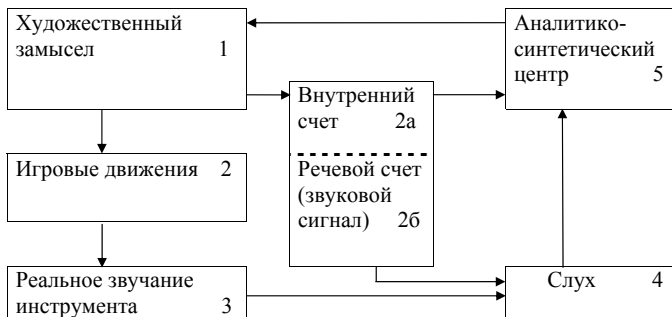 Художественный
замысел 1
Аналитико-
синтетический
центр 5
Внутренний
счет 2а
Игровые движения 2
Речевой счет
(звуковой
сигнал) 2б
Реальное звучание
инструмента 3
Слух 4